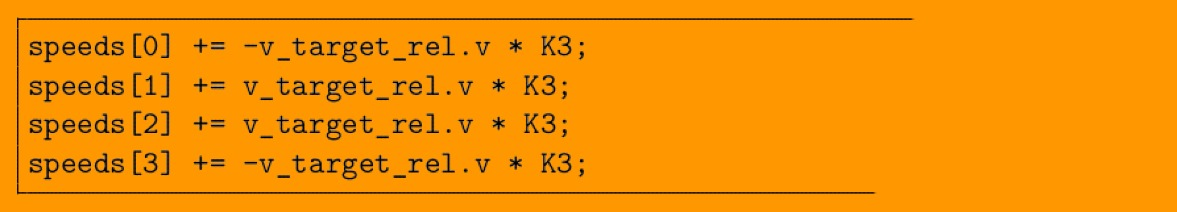 speeds[0] += -v_target_rel.v * K3;
speeds[1] += v_target_rel.v * K3;
speeds[2] += v_target_rel.v * K3;
speeds[3] += -v_target_rel.v * K3;